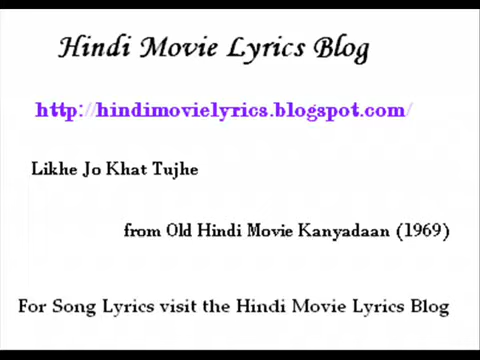 Hindi Movie Lyrics Blog
http://hindimovielyrics.blogspot.com/
Likhe Jo Khat Tujhe
from Old Hindi Movie Kanyadaan (1969)
For Song Lyrics visit the Hindi Movie Lyrics Blog